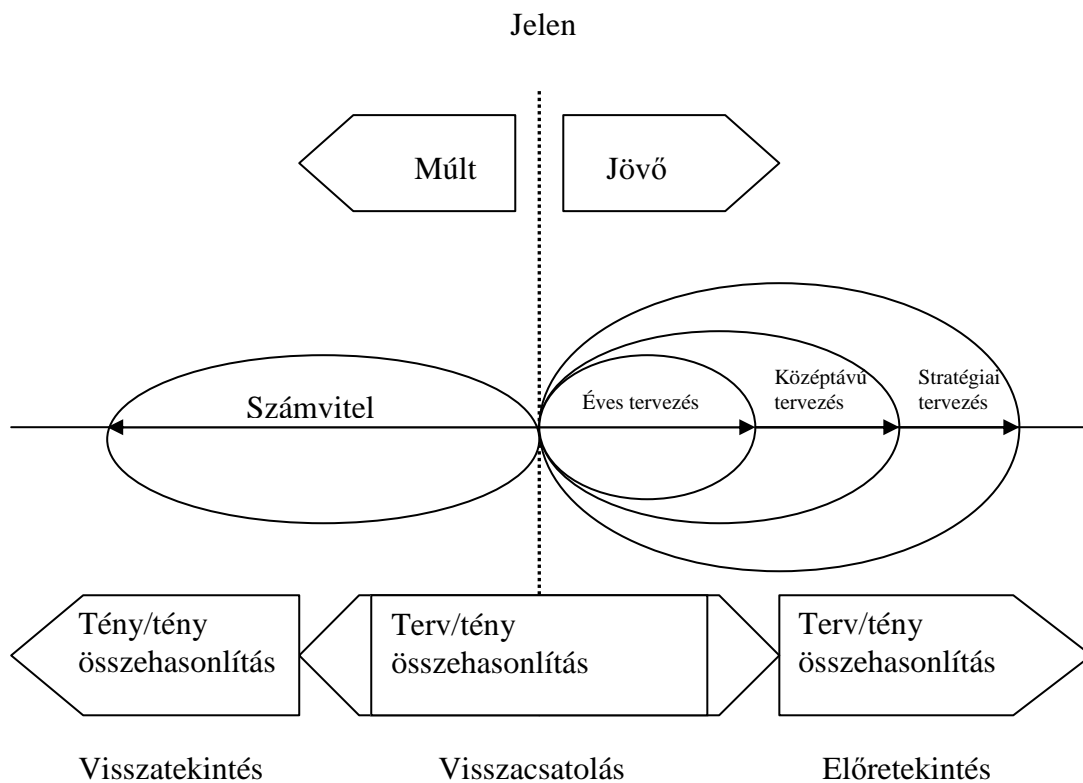 Jelen
Múlt
Jövő
Számvitel
Éves tervezés
Középtávú
tervezés
Stratégiai
tervezés
Tény/tény
összehasonlítás
Terv/tény
összehasonlítás
Terv/tény
összehasonlítás
Visszatekintés
Visszacsatolás
Előretekintés